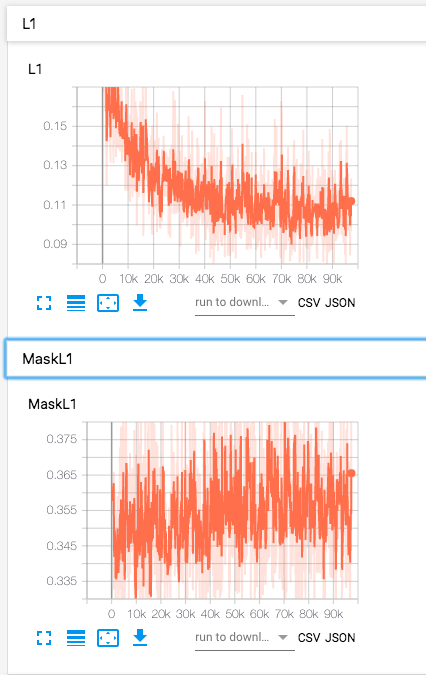 L1
L1
0.15
0.13
0.11
0.09
0 10k 20k 30k 40k 50k 60k 70k 80k 90k
run to downl... CSV JSON
MaskL1
MaskL1
0.375
0.365
0.355
0.345
0.335
0 10k 20k 30k 40k 50k 60k 70k 80k 90k
run to downl... CSV JSON